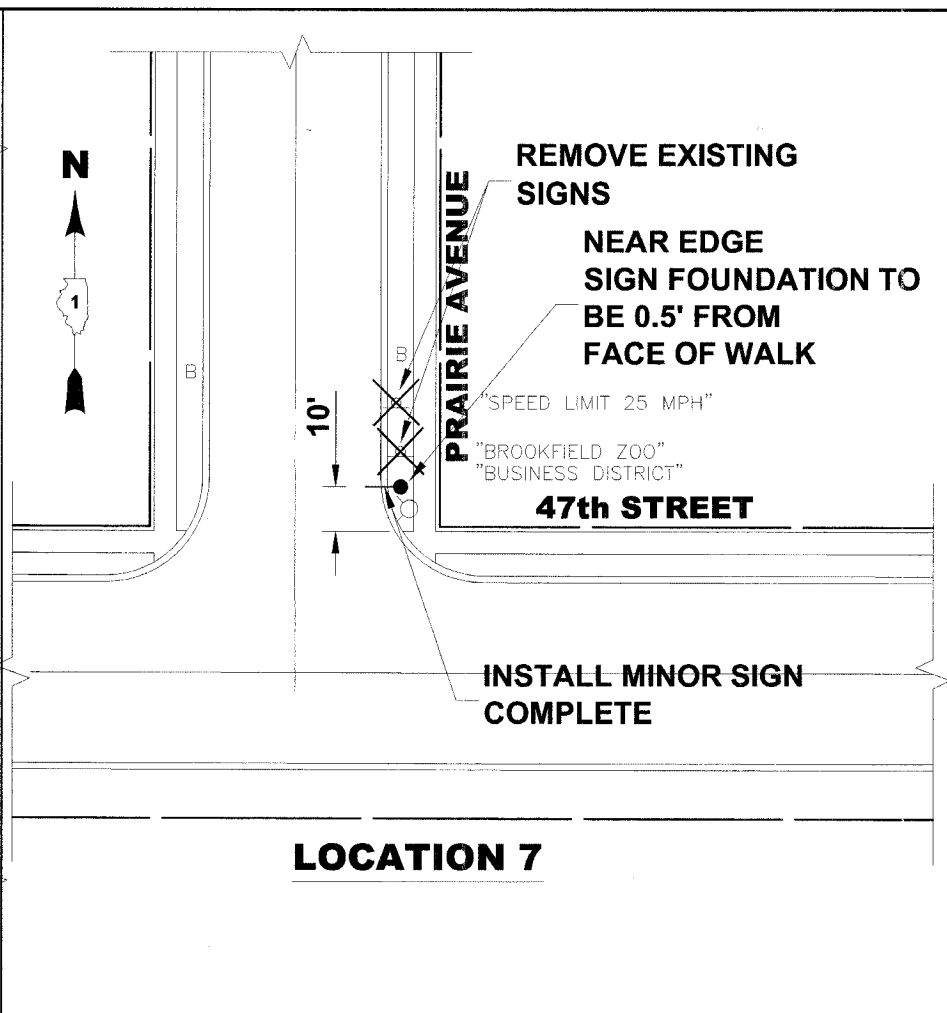 N
1
REMOVE EXISTING
SIGNS
PRAIRIE AVENUE
NEAR EDGE
SIGN FOUNDATION TO
BE 0.5' FROM
FACE OF WALK
B
B
10'
"SPEED LIMIT 25 MPH"
"BROOKFIELD ZOO"
"BUSINESS DISTRICT"
47th STREET
INSTALL MINOR SIGN
COMPLETE
LOCATION 7